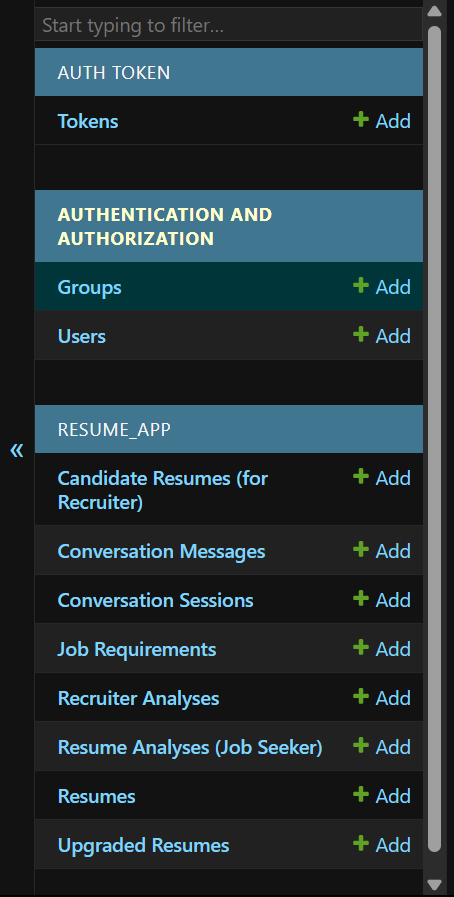 Start typing to filter...
AUTH TOKEN
Tokens + Add
AUTHENTICATION AND
AUTHORIZATION
Groups + Add
Users + Add
«
RESUME_APP
Candidate Resumes (for + Add
Recruiter)
Conversation Messages + Add
Conversation Sessions + Add
Job Requirements + Add
Recruiter Analyses + Add
Resume Analyses (Job Seeker) + Add
Resumes + Add
Upgraded Resumes + Add